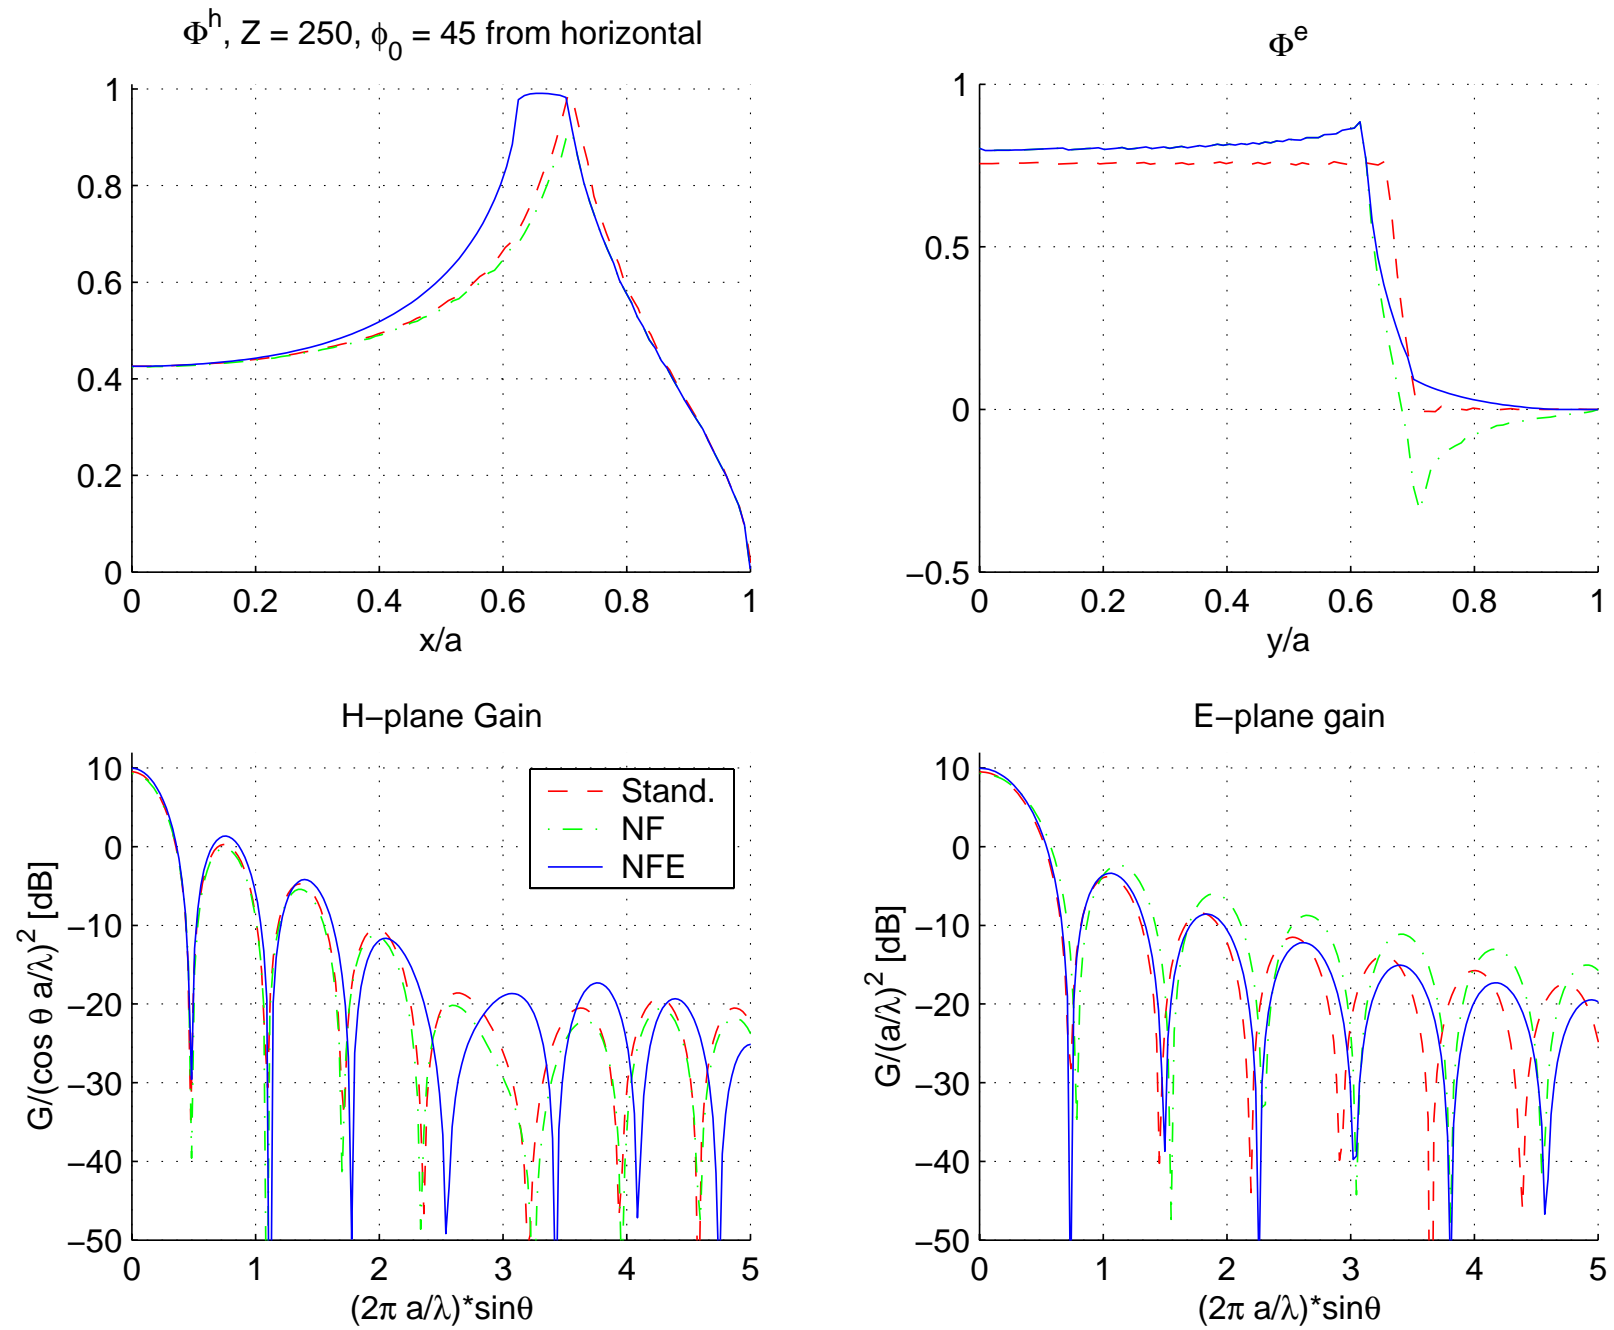 Φ^h, Z = 250, ϕ_0 = 45 from horizontal
1
0.8
0.6
0.4
0.2
0
0 0.2 0.4 0.6 0.8 1
x/a
Φ^e
1
0.5
0
−0.5
0 0.2 0.4 0.6 0.8 1
y/a
H−plane Gain
G/(cos θ a/λ)^2 [dB]
10
0
−10
−20
−30
−40
−50
Stand.
NF
NFE
0 1 2 3 4 5
(2π a/λ)*sinθ
E−plane gain
G/(a/λ)^2 [dB]
10
0
−10
−20
−30
−40
−50
0 1 2 3 4 5
(2π a/λ)*sinθ